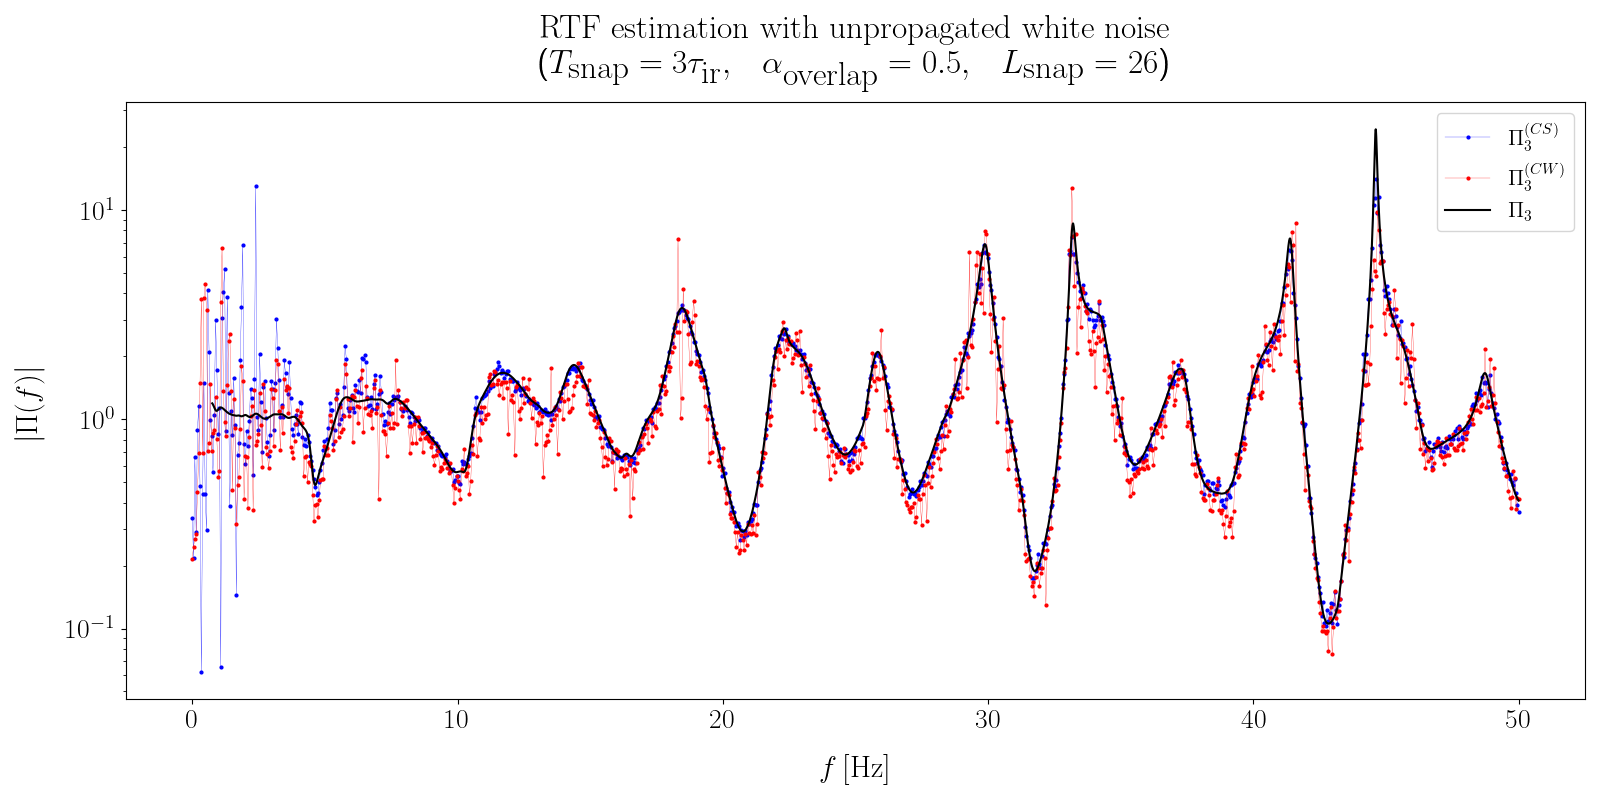 RTF estimation with unpropagated white noise
(T_snap = 3τ_ir, α_overlap = 0.5, L_snap = 26)
Π_3^(CS)
Π_3^(CW)
Π_3
|Π(f)|
10^1
10^0
10^−1
0 10 20 30 40 50
f [Hz]